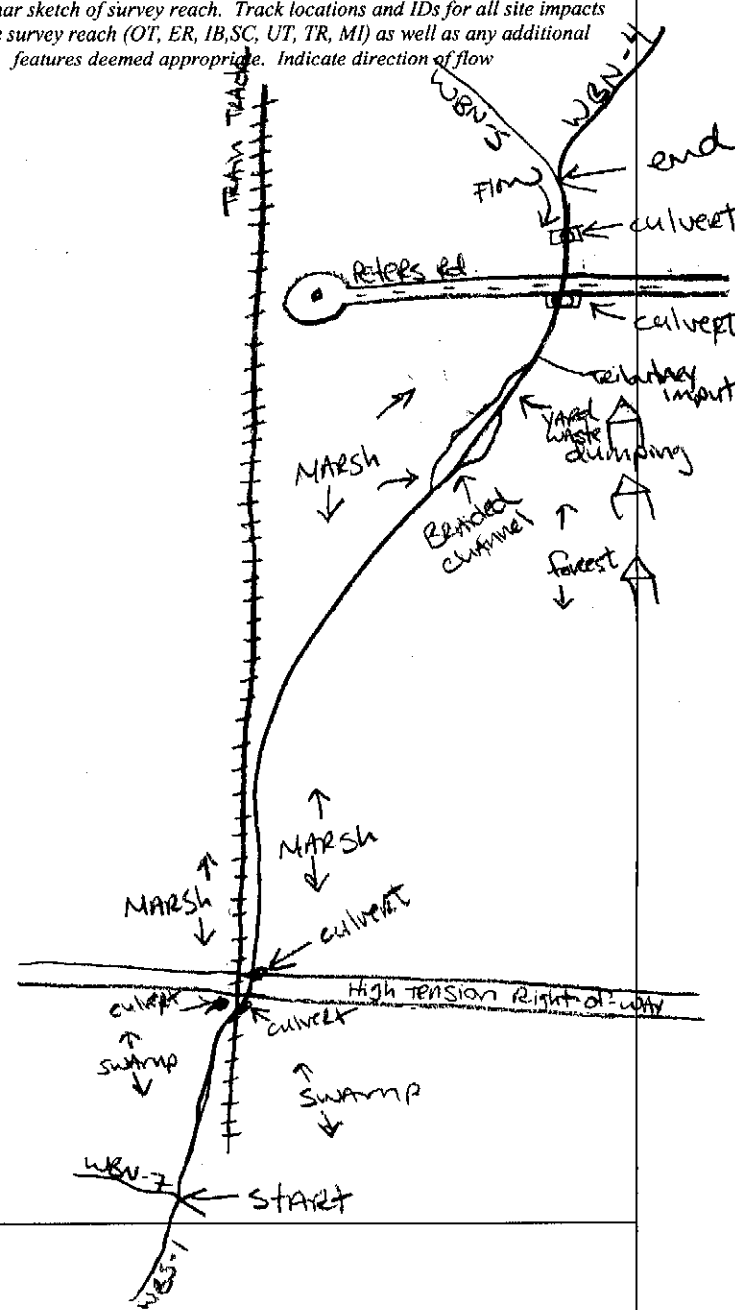 nar sketch of survey reach. Track locations and IDs for all site impacts
e survey reach (OT, ER, IB,SC, UT, TR, MI) as well as any additional
features deemed appropriate. Indicate direction of flow
TRAIN TRACK
WBN-5
WBN-4
end
Flow
culvert
Peters Rd.
culvert
tributary
input
YARD
WASTE
dumping
MARSH
BRAIDED
CHANNEL
forest
MARSH
MARSH
culvert
High Tension Right-of-WAY
culvert
culvert
SWAMP
SWAMP
WBN-7
START